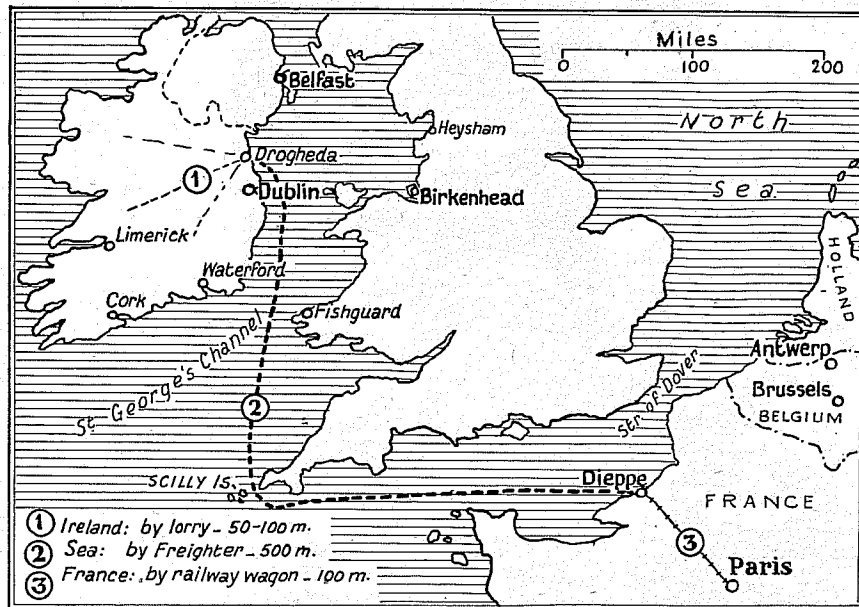 Miles
0 100 200
Belfast
Heysham
North
Sea
Drogheda
1
Dublin
Birkenhead
Limerick
Waterford
Cork
Fishguard
HOLLAND
St. George's Channel
2
Antwerp
Brussels
BELGIUM
Str. of Dover
SCILLY IS.
Dieppe
FRANCE
3
Paris
1 Ireland: by lorry - 50-100 m.
2 Sea: by Freighter - 500 m.
3 France: by railway wagon - 100 m.